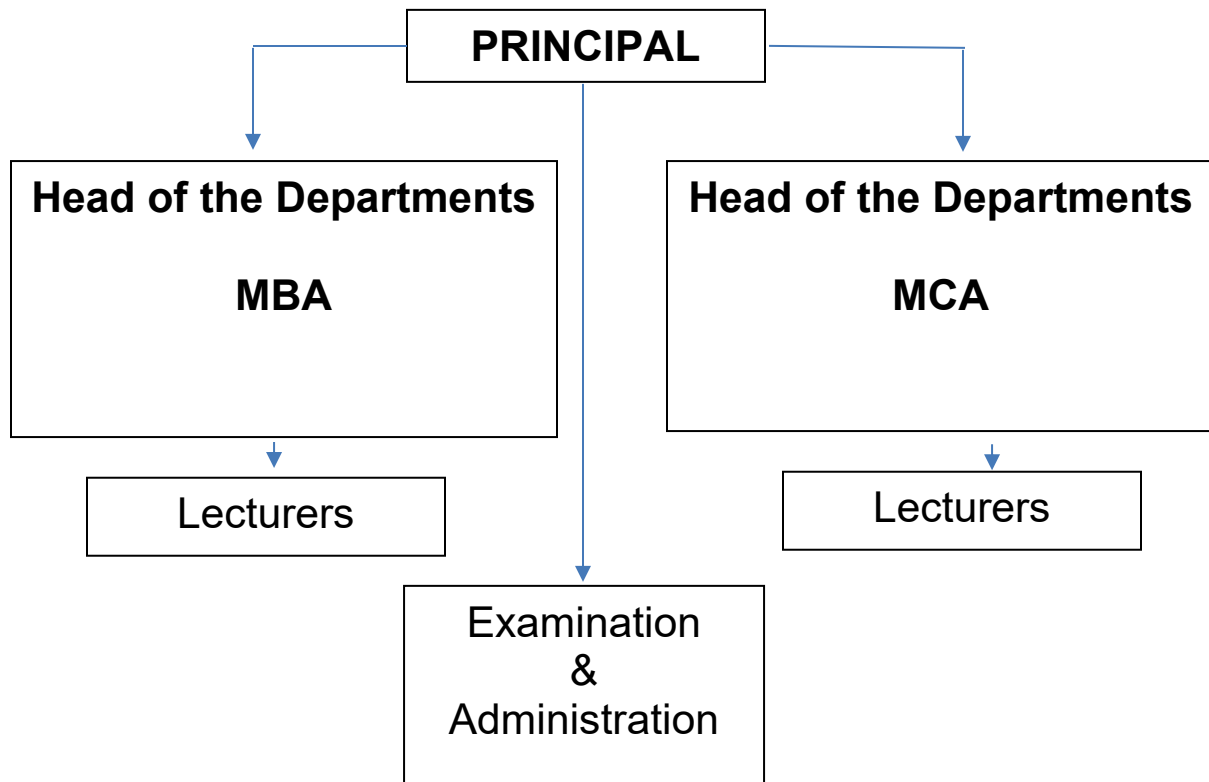 PRINCIPAL
Head of the Departments
MBA
Head of the Departments
MCA
Lecturers
Lecturers
Examination
&
Administration